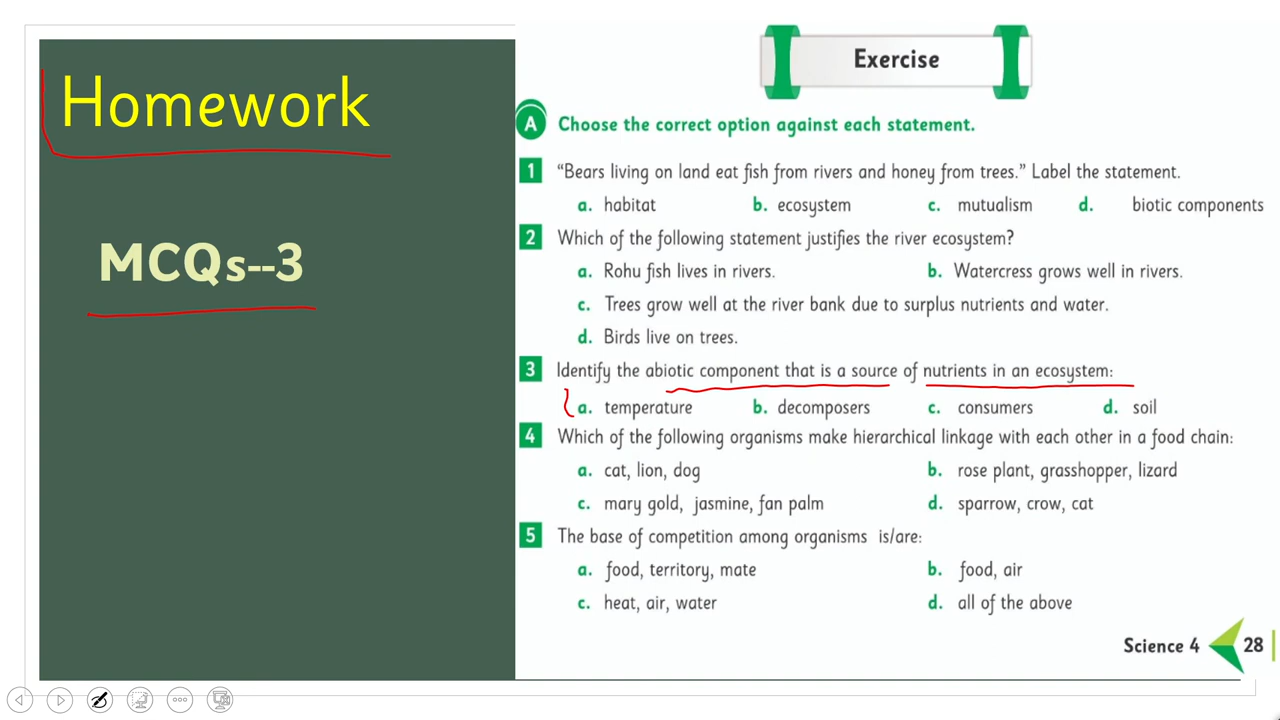 Homework
MCQs--3
Exercise
A Choose the correct option against each statement.
1 “Bears living on land eat fish from rivers and honey from trees.” Label the statement.
a. habitat b. ecosystem c. mutualism d. biotic components
2 Which of the following statement justifies the river ecosystem?
a. Rohu fish lives in rivers. b. Watercress grows well in rivers.
c. Trees grow well at the river bank due to surplus nutrients and water.
d. Birds live on trees.
3 Identify the abiotic component that is a source of nutrients in an ecosystem:
a. temperature b. decomposers c. consumers d. soil
4 Which of the following organisms make hierarchical linkage with each other in a food chain:
a. cat, lion, dog b. rose plant, grasshopper, lizard
c. mary gold, jasmine, fan palm d. sparrow, crow, cat
5 The base of competition among organisms is/are:
a. food, territory, mate b. food, air
c. heat, air, water d. all of the above
Science 4 28